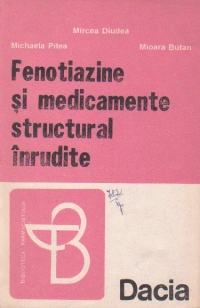 Mircea Diudea
Michaela Pitea Mioara Butan
Fenotiazine
și medicamente
structural
înrudite
Dacia